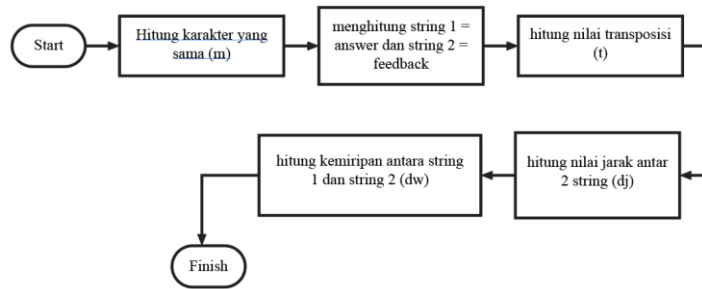 Start
Hitung karakter yang
sama (m)
menghitung string 1 =
answer dan string 2 =
feedback
hitung nilai transposisi
(t)
hitung nilai jarak antar
2 string (dj)
hitung kemiripan antara string
1 dan string 2 (dw)
Finish